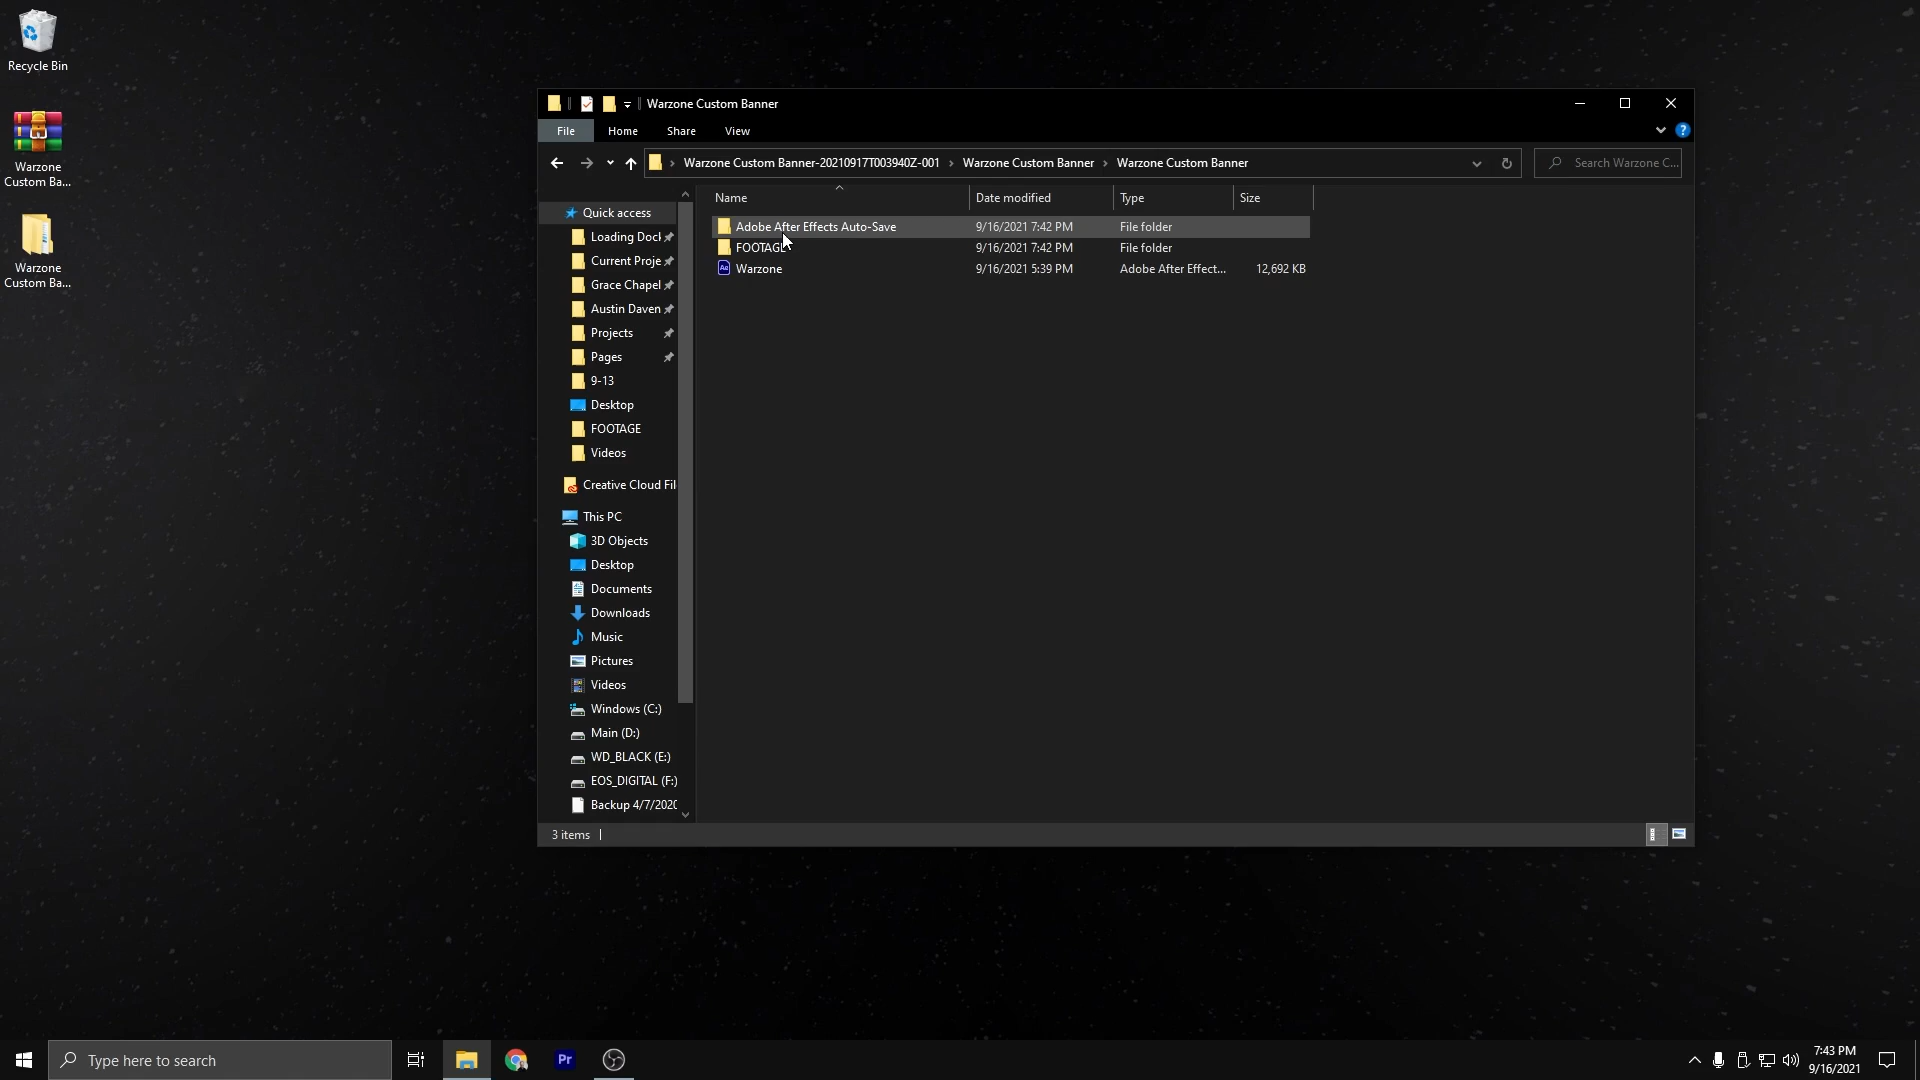 Recycle Bin
Warzone
Custom Ba...
Warzone
Custom Ba...
Warzone Custom Banner
File Home Share View
Warzone Custom Banner-20210917T003940Z-001 Warzone Custom Banner Warzone Custom Banner
Search Warzone C...
Name Date modified Type Size
Adobe After Effects Auto-Save 9/16/2021 7:42 PM File folder
FOOTAGE 9/16/2021 7:42 PM File folder
Ae Warzone 9/16/2021 5:39 PM Adobe After Effect... 12,692 KB
Quick access
Loading Dock
Current Proje
Grace Chapel
Austin Daven
Projects
Pages
9-13
Desktop
FOOTAGE
Videos
Creative Cloud Fil
This PC
3D Objects
Desktop
Documents
Downloads
Music
Pictures
Videos
Windows (C:)
Main (D:)
WD_BLACK (E:)
EOS_DIGITAL (F:)
Backup 4/7/2020
3 items
Type here to search
Pr
7:43 PM
9/16/2021